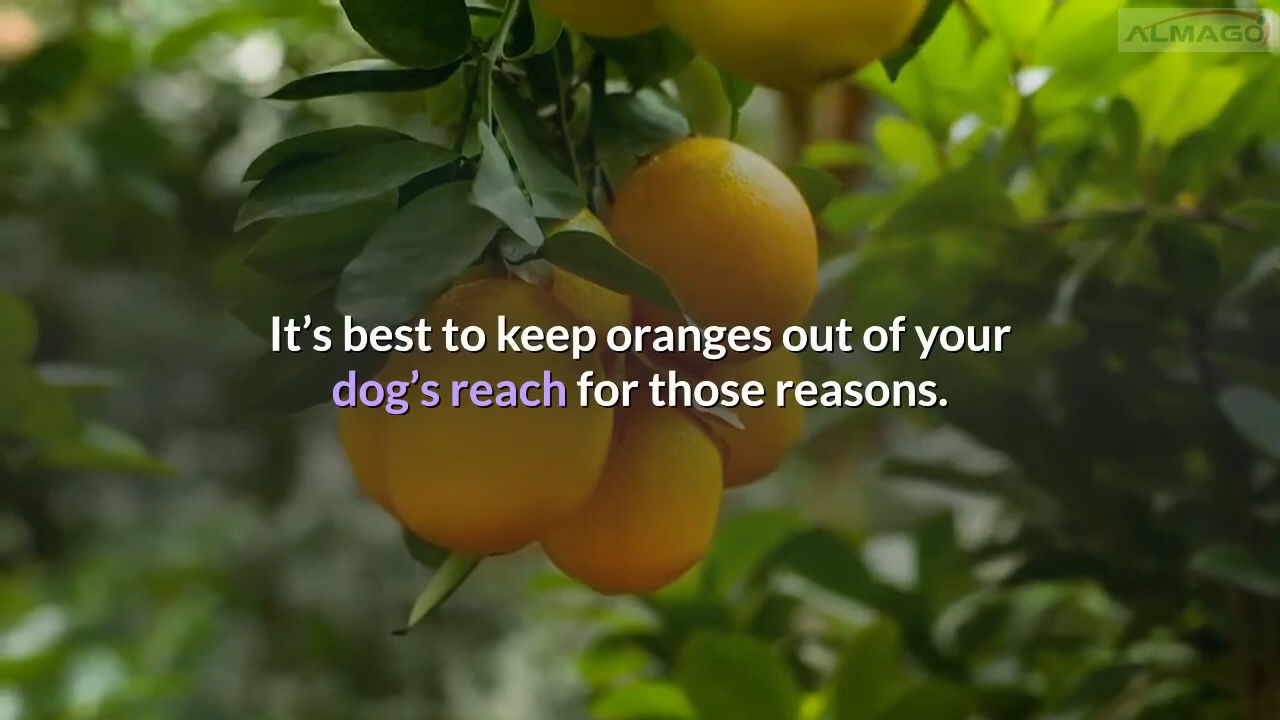 ALMAGO
It’s best to keep oranges out of your
dog’s reach for those reasons.